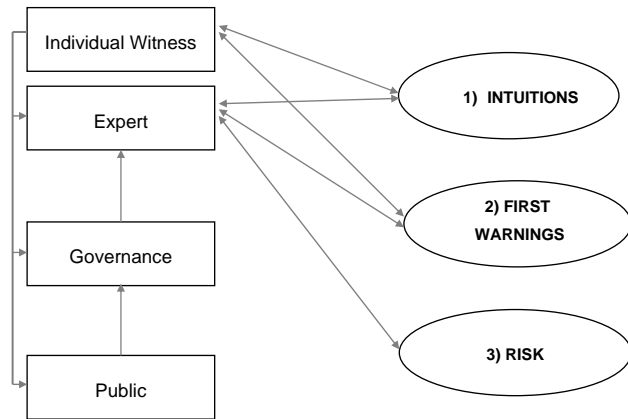 Individual Witness
1) INTUITIONS
Expert
2) FIRST
WARNINGS
Governance
3) RISK
Public